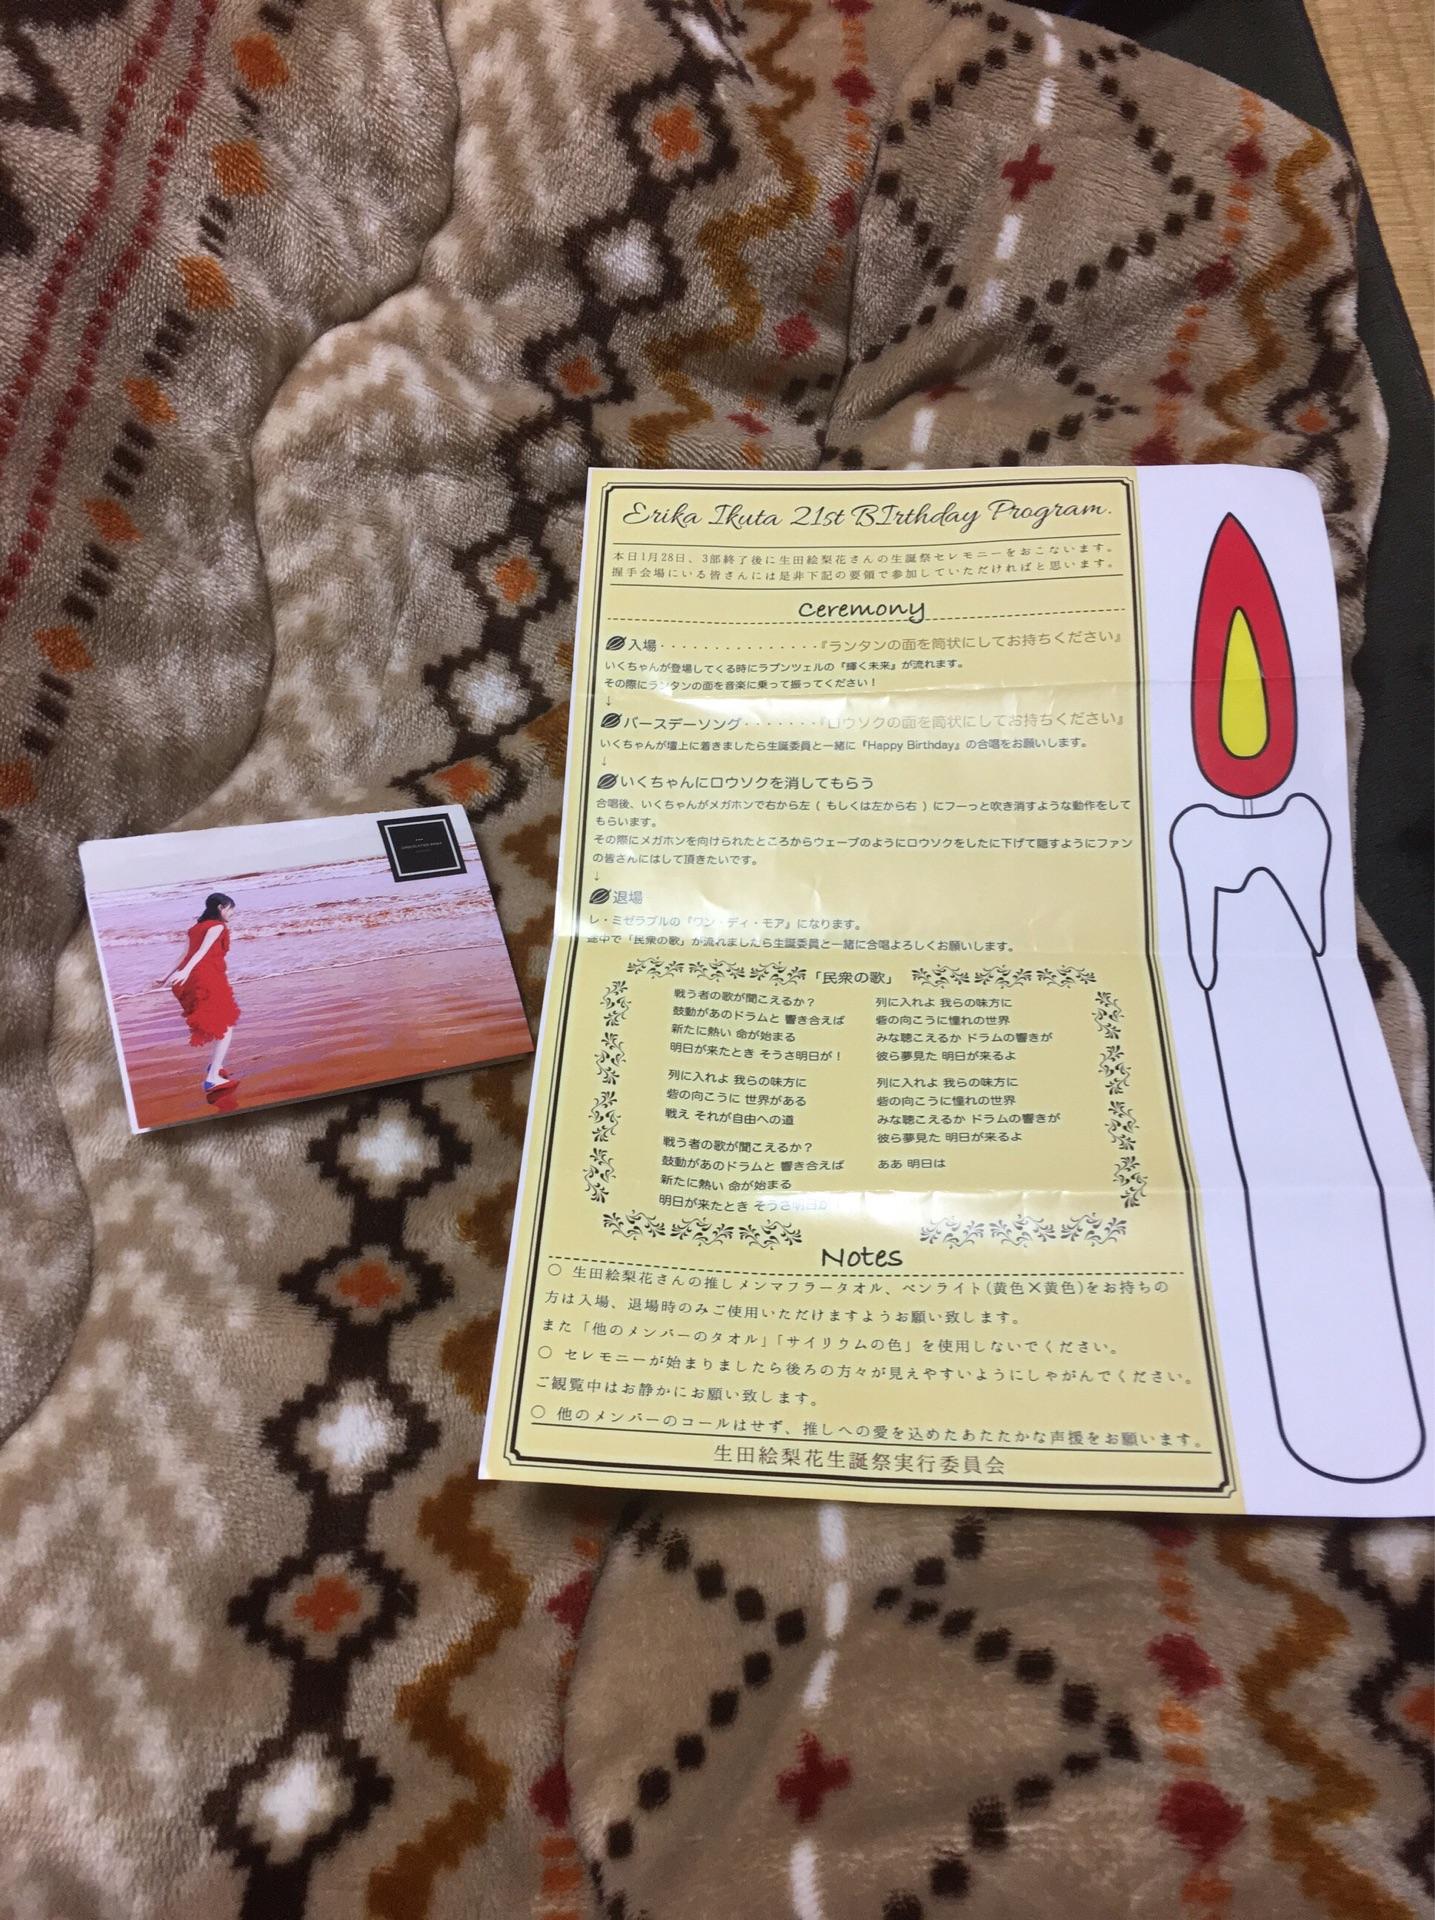 Erika Ikuta 21st BIrthday Program.
本日1月28日、3部終了後に生田絵梨花さんの生誕祭セレモニーをおこないます。
握手会場にいる皆さんには是非下記の要領で参加していただければと思います。
ceremony
入場・・・・・・・・・・・・・・・『ランタンの面を筒状にしてお持ちください』
いくちゃんが登場してくる時にラプンツェルの『輝く未来』が流れます。
その際にランタンの面を音楽に乗って振ってください！
↓
バースデーソング・・・・・・・『ロウソクの面を筒状にしてお持ちください』
いくちゃんが壇上に着きましたら生誕委員と一緒に『Happy Birthday』の合唱をお願いします。
↓
いくちゃんにロウソクを消してもらう
合唱後、いくちゃんがメガホンで右から左 ( もしくは左から右 ) にフーっと吹き消すような動作をして
もらいます。
その際にメガホンを向けられたところからウェーブのようにロウソクをしたに下げて隠すようにファン
の皆さんにはして頂きたいです。
↓
退場
レ・ミゼラブルの『ワン・ディ・モア』になります。
途中で「民衆の歌」が流れましたら生誕委員と一緒に合唱よろしくお願いします。
「民衆の歌」
戦う者の歌が聞こえるか？
鼓動があのドラムと 響き合えば
新たに熱い 命が始まる
明日が来たとき そうさ明日が！
列に入れよ 我らの味方に
砦の向こうに 世界がある
戦え それが自由への道
戦う者の歌が聞こえるか？
鼓動があのドラムと 響き合えば
新たに熱い 命が始まる
明日が来たとき そうさ明日が！
列に入れよ 我らの味方に
砦の向こうに憧れの世界
みな聴こえるか ドラムの響きが
彼ら夢見た 明日が来るよ
列に入れよ 我らの味方に
砦の向こうに憧れの世界
みな聴こえるか ドラムの響きが
彼ら夢見た 明日が来るよ
ああ 明日は
Notes
○ 生田絵梨花さんの推しメンマフラータオル、ペンライト(黄色×黄色)をお持ちの
方は入場、退場時のみご使用いただけますようお願い致します。
また「他のメンバーのタオル」「サイリウムの色」を使用しないでください。
○ セレモニーが始まりましたら後ろの方々が見えやすいようにしゃがんでください。
ご観覧中はお静かにお願い致します。
○ 他のメンバーのコールはせず、推しへの愛を込めたあたたかな声援をお願います。
生田絵梨花生誕祭実行委員会